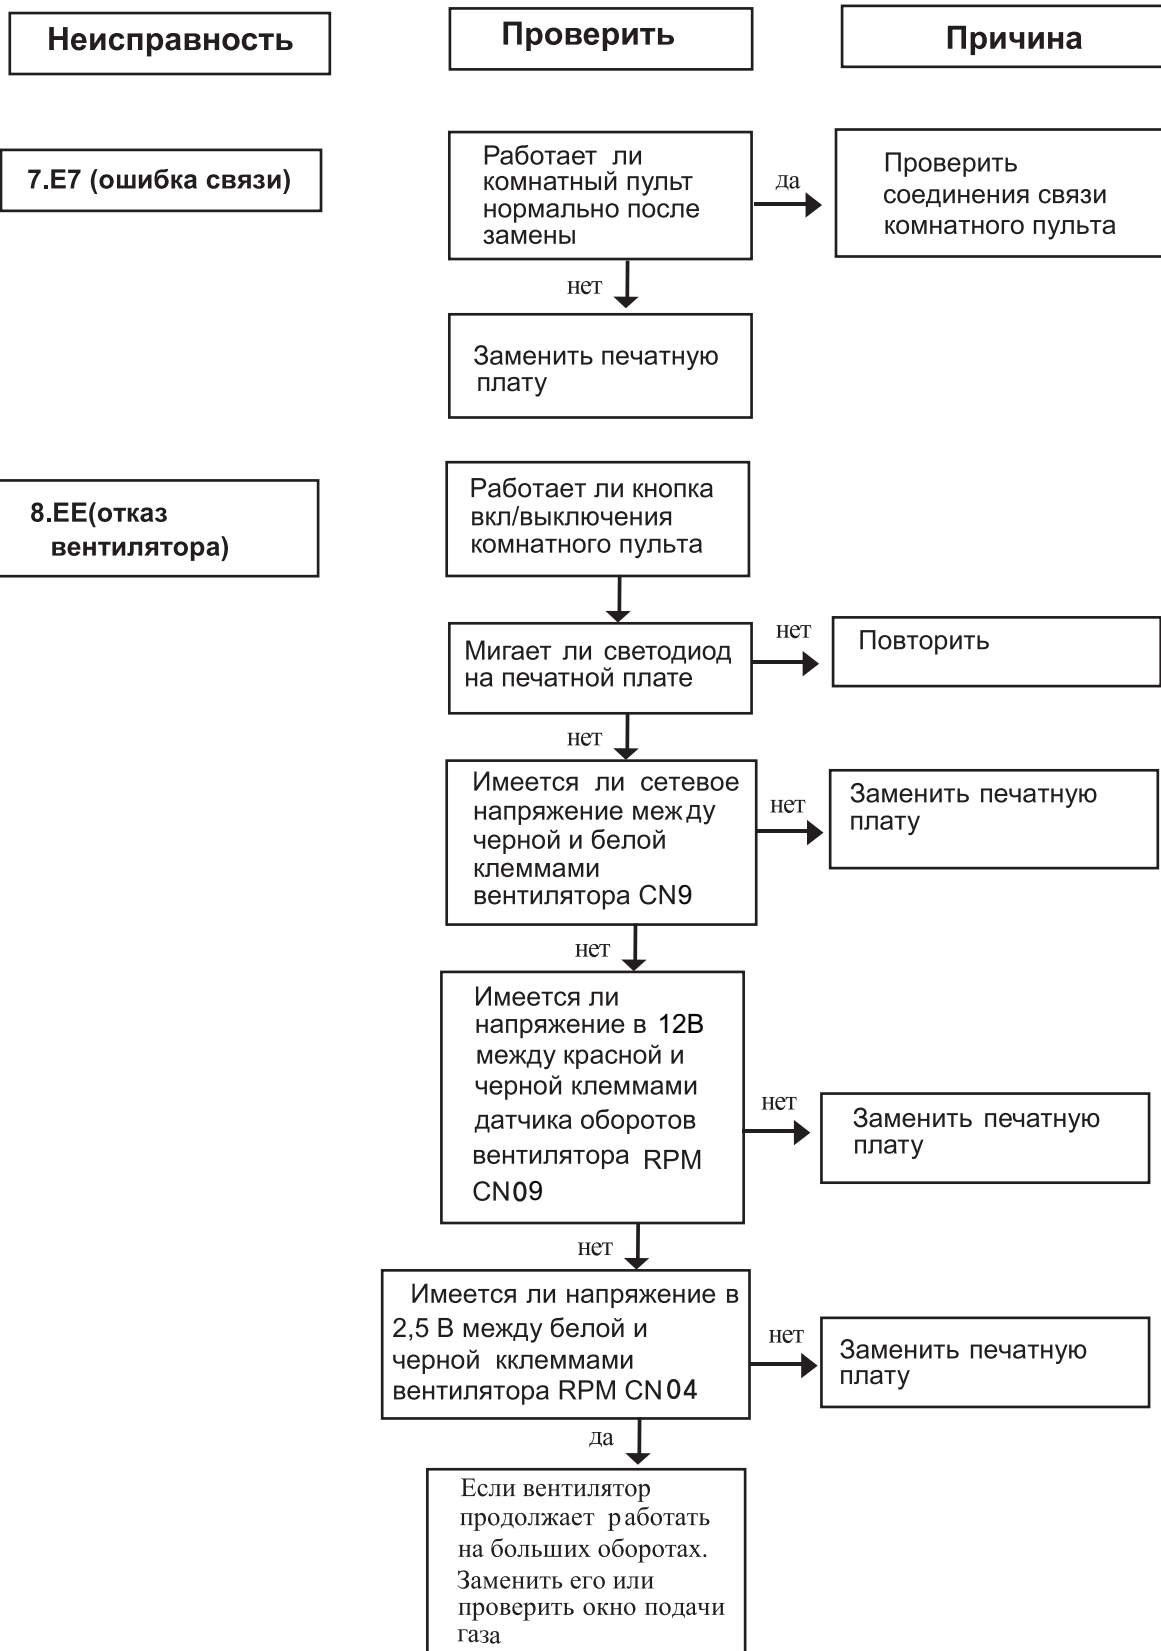 Неисправность
Проверить
Причина
7.E7 (ошибка связи)
Работает ли
комнатный пульт
нормально после
замены
да
Проверить
соединения связи
комнатного пульта
нет
Заменить печатную
плату
8.EE(отказ
вентилятора)
Работает ли кнопка
вкл/выключения
комнатного пульта
Мигает ли светодиод
на печатной плате
нет
Повторить
нет
Имеется ли сетевое
напряжение между
черной и белой
клеммами
вентилятора CN9
нет
Заменить печатную
плату
нет
Имеется ли
напряжение в 12В
между красной и
черной клеммами
датчика оборотов
вентилятора RPM
CN09
нет
Заменить печатную
плату
нет
Имеется ли напряжение в
2,5 В между белой и
черной кклеммами
вентилятора RPM CN04
нет
Заменить печатную
плату
да
Если вентилятор
продолжает работать
на больших оборотах.
Заменить его или
проверить окно подачи
газа